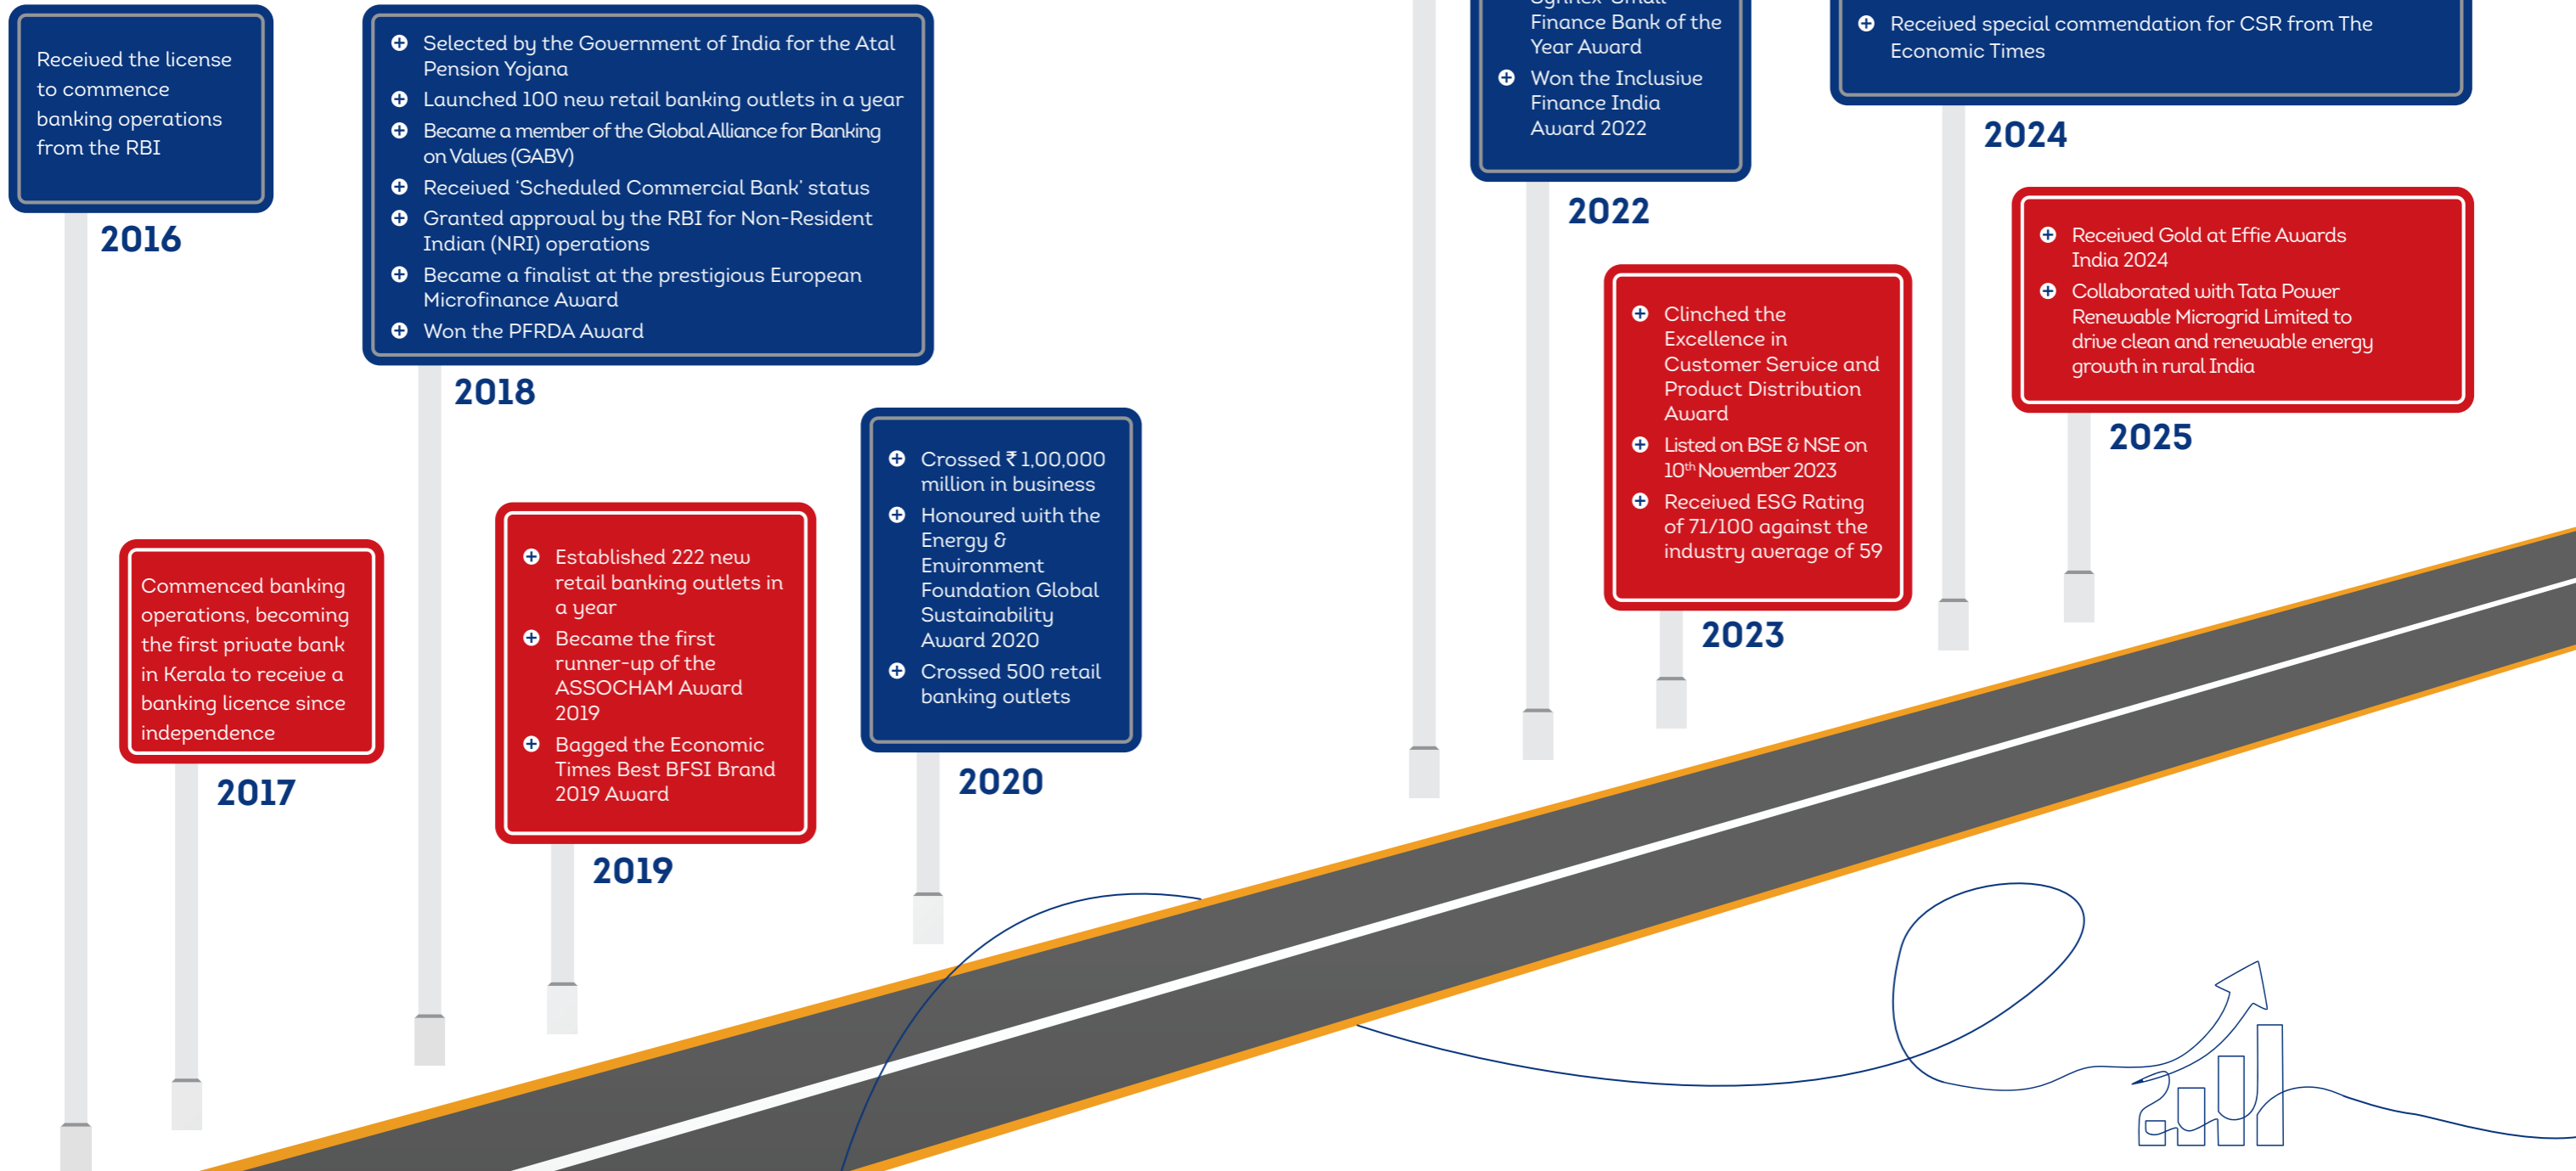 Received the license
to commence
banking operations
from the RBI
2016
Commenced banking
operations, becoming
the first private bank
in Kerala to receive a
banking licence since
independence
2017
Selected by the Government of India for the Atal
Pension Yojana
Launched 100 new retail banking outlets in a year
Became a member of the Global Alliance for Banking
on Values (GABV)
Received ‘Scheduled Commercial Bank’ status
Granted approval by the RBI for Non-Resident
Indian (NRI) operations
Became a finalist at the prestigious European
Microfinance Award
Won the PFRDA Award
2018
Established 222 new
retail banking outlets in
a year
Became the first
runner-up of the
ASSOCHAM Award
2019
Bagged the Economic
Times Best BFSI Brand
2019 Award
2019
Crossed ₹ 1,00,000
million in business
Honoured with the
Energy &
Environment
Foundation Global
Sustainability
Award 2020
Crossed 500 retail
banking outlets
2020
Finance Bank of the
Year Award
Won the Inclusive
Finance India
Award 2022
2022
Clinched the
Excellence in
Customer Service and
Product Distribution
Award
Listed on BSE & NSE on
10th November 2023
Received ESG Rating
of 71/100 against the
industry average of 59
2023
Received special commendation for CSR from The
Economic Times
2024
Received Gold at Effie Awards
India 2024
Collaborated with Tata Power
Renewable Microgrid Limited to
drive clean and renewable energy
growth in rural India
2025